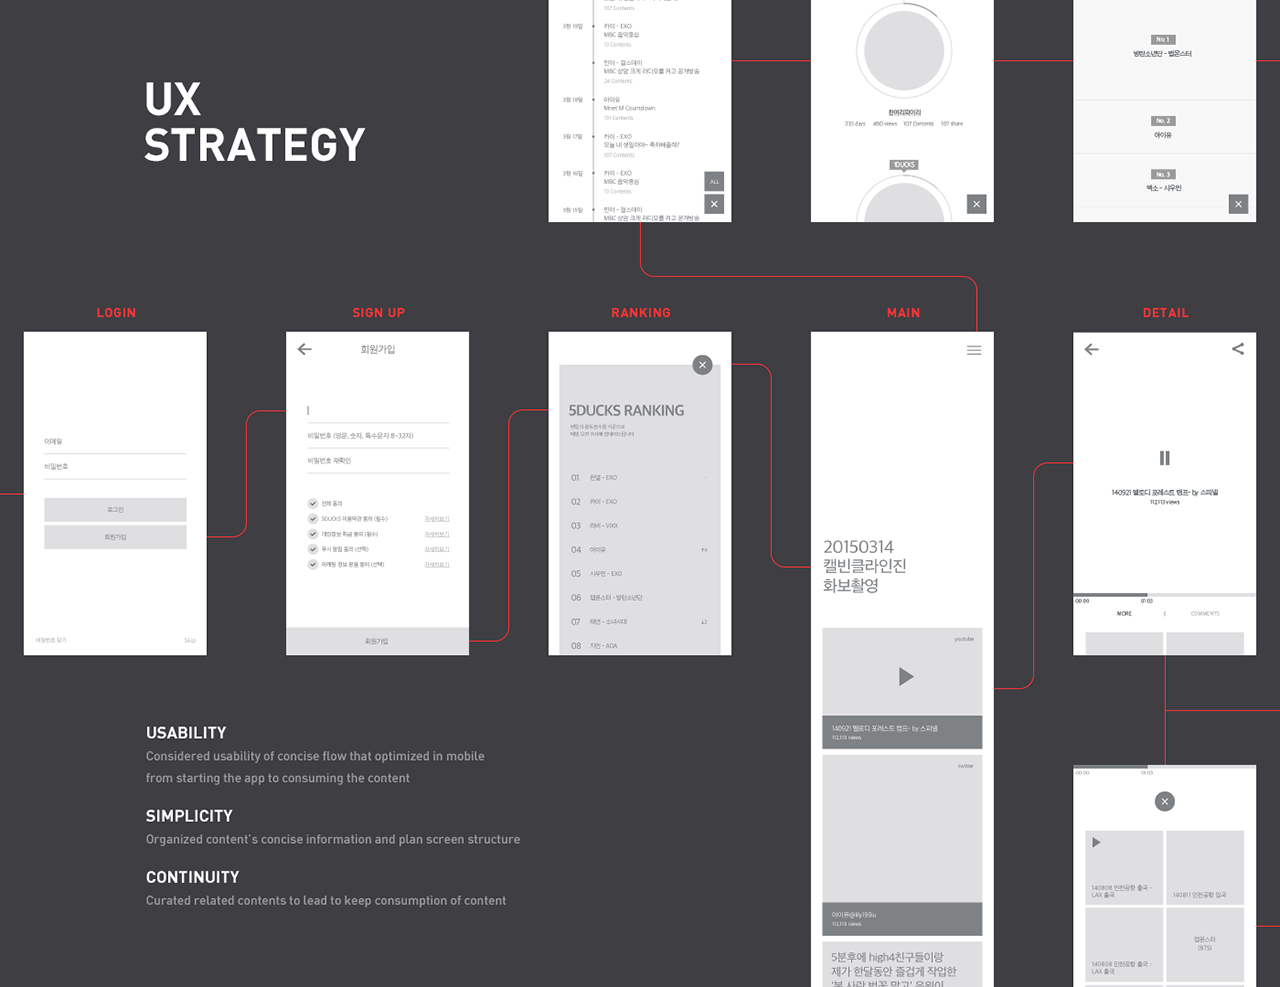 UX
STRATEGY
107 Contents
3월 19일
카이 - EXO
MBC 음악중심
13 Contents
민아 - 걸스데이
MBC 상암 크게 라디오를 켜고 공개방송
24 Contents
3월 18일
아이유
Mnet M Countdown
131 Contents
3월 17일
카이 - EXO
오늘 내 생일이야~ 축하해줄래?
107 Contents
3월 16일
카이 - EXO
MBC 음악중심
13 Contents
3월 15일
민아 - 걸스데이
MBC 상암 크게 라디오를 켜고 공개방송
ALL
330 days
480 views
107 Contents
187 share
1DUCKS
No. 1
방탄소년단 - 랩몬스터
No. 2
아이유
No. 3
엑소 - 시우민
LOGIN
이메일
비밀번호
로그인
회원가입
비밀번호 찾기
Skip
SIGN UP
회원가입
비밀번호 (영문, 숫자, 특수문자 8~32자)
비밀번호 재확인
전체 동의
5DUCKS 이용약관 동의 (필수)
자세히보기
개인정보 취급 동의 (필수)
자세히보기
푸시 알림 동의 (선택)
자세히보기
마케팅 정보 활용 동의 (선택)
자세히보기
회원가입
RANKING
5DUCKS RANKING
01 찬열 - EXO
02 카이 - EXO
03 라비 - VIXX
04 아이유
05 시우민 - EXO
06 랩몬스터 - 방탄소년단
07 태연 - 소녀시대
08 지민 - AOA
MAIN
20150314
캘빈클라인진
화보촬영
youtube
140921 멜로디 포레스트 캠프- by 스피넬
112,113 views
twitter
아이유@lily199iu
112,113 views
5분후에 high4친구들이랑
제가 한달동안 즐겁게 작업한
'봄 사랑 벚꽃 말고' 음원이
DETAIL
140921 멜로디 포레스트 캠프- by 스피넬
112,113 views
00:00
01:03
MORE
COMMENTS
00:00
01:03
140808 인천공항 출국 -
LAX 출국
140811 인천공항 입국
140808 인천공항 출국 -
LAX 출국
랩몬스터
(BTS)
USABILITY
Considered usability of concise flow that optimized in mobile
from starting the app to consuming the content
SIMPLICITY
Organized content's concise information and plan screen structure
CONTINUITY
Curated related contents to lead to keep consumption of content